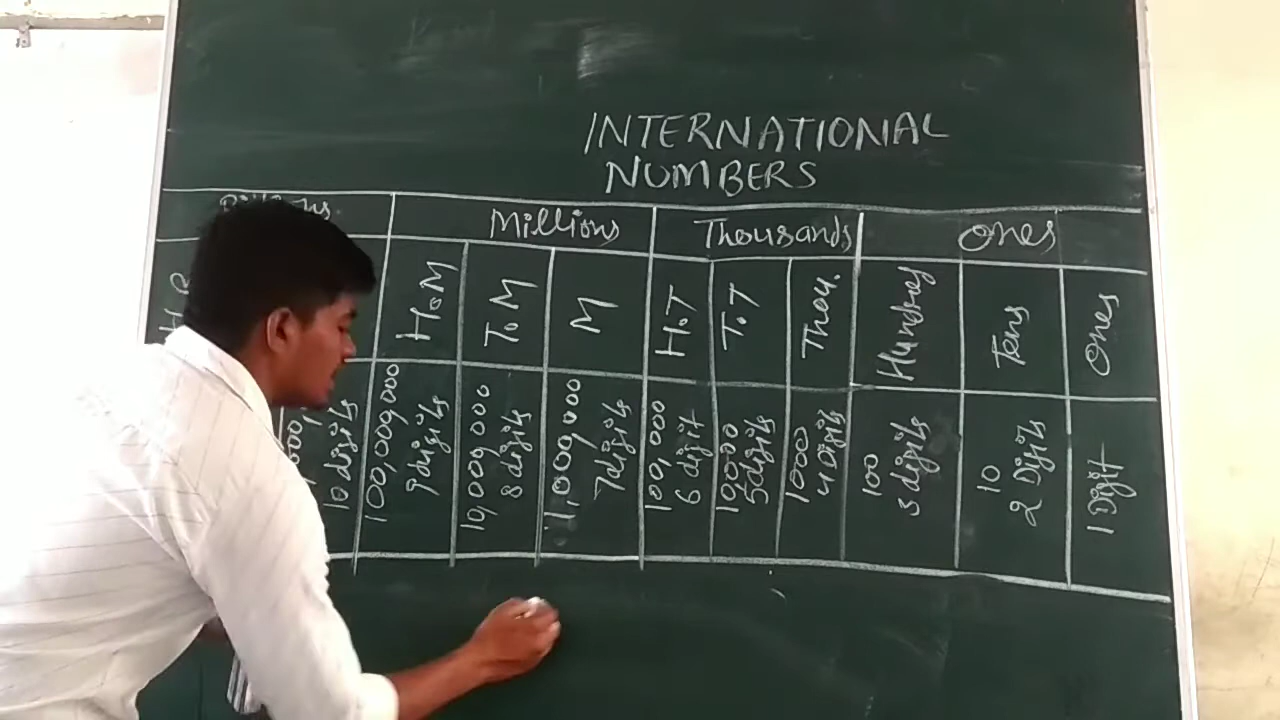 INTERNATIONAL
NUMBERS
Millions Thousands Ones
H.M T.M M H.T T.T Thou. Hundreds Tens Ones
10 digits
100,000,000
9 digits
10,000,000
8 digits
1,000,000
7 digits
100,000
6 digit
10,000
5 digits
1000
4 Digits
100
3 digits
10
2 Digits
1 Digit